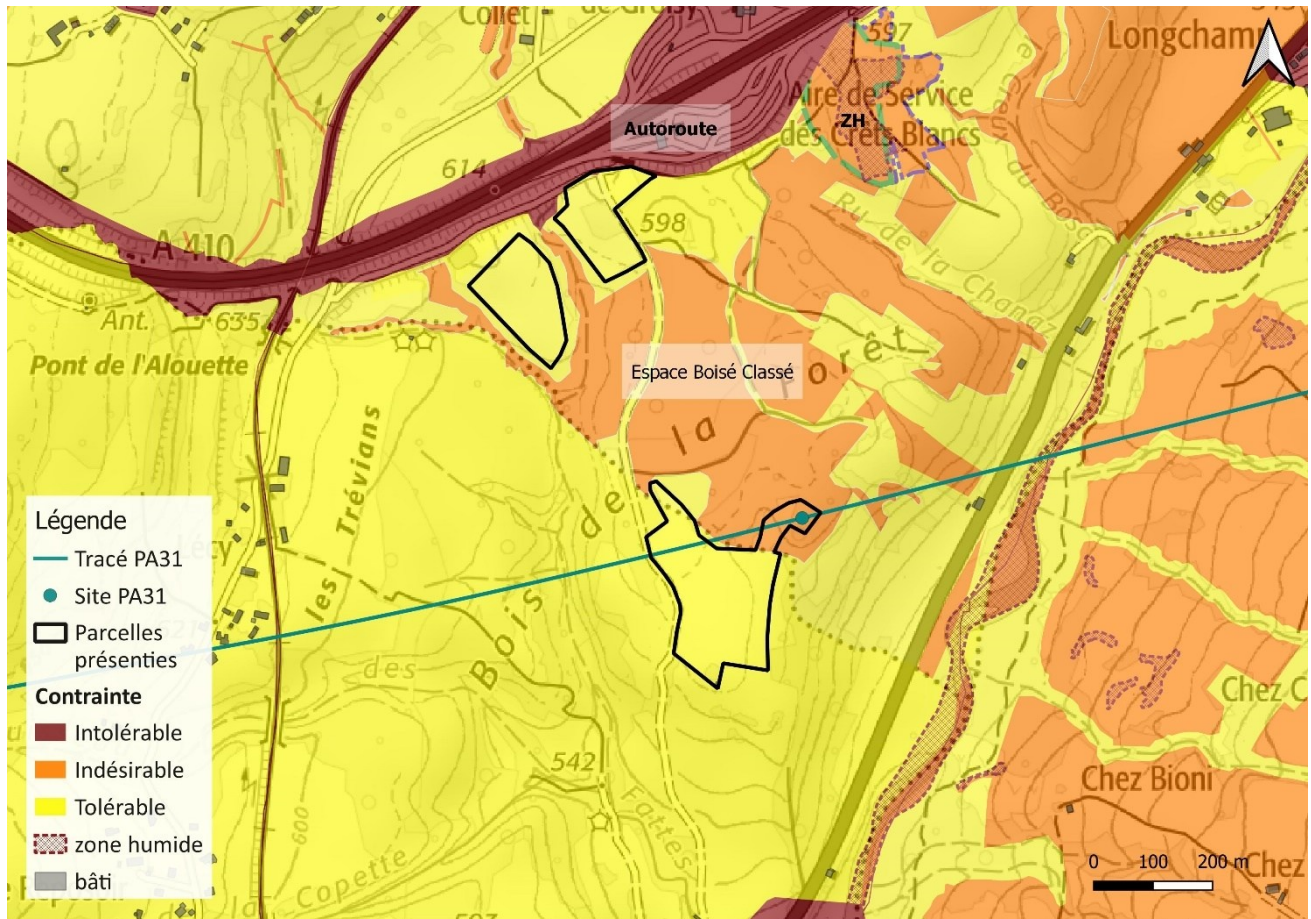 Collet
597
Longcham
Aire de Service
des Crêts Blancs
ZH
Autoroute
614
598
A 410
Ant.
635
Pont de l'Alouette
Ru de la Chanaz
Espace Boisé Classé
la Forêt
Bois de
les Trévians
Légende
Tracé PA31
Site PA31
Parcelles
présenties
Contrainte
Intolérable
Indésirable
Tolérable
zone humide
bâti
des
542
Fattes
600
Copette
Chez C
Chez Bioni
Chez
0 100 200 m